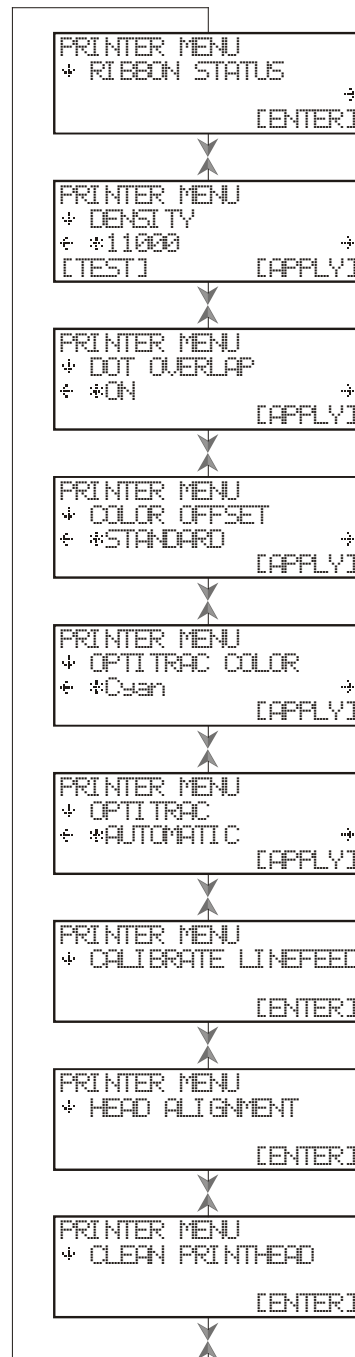 PRINTER MENU
↓ RIBBON STATUS
→
[ENTER]
PRINTER MENU
↓ DENSITY
← *11000 →
[TEST] [APPLY]
PRINTER MENU
↓ DOT OVERLAP
← *ON →
[APPLY]
PRINTER MENU
↓ COLOR OFFSET
← *STANDARD →
[APPLY]
PRINTER MENU
↓ OPTITRAC COLOR
← *Cyan →
[APPLY]
PRINTER MENU
↓ OPTITRAC
← *AUTOMATIC →
[APPLY]
PRINTER MENU
↓ CALIBRATE LINEFEED
[ENTER]
PRINTER MENU
↓ HEAD ALIGNMENT
[ENTER]
PRINTER MENU
↓ CLEAN PRINTHEAD
[ENTER]